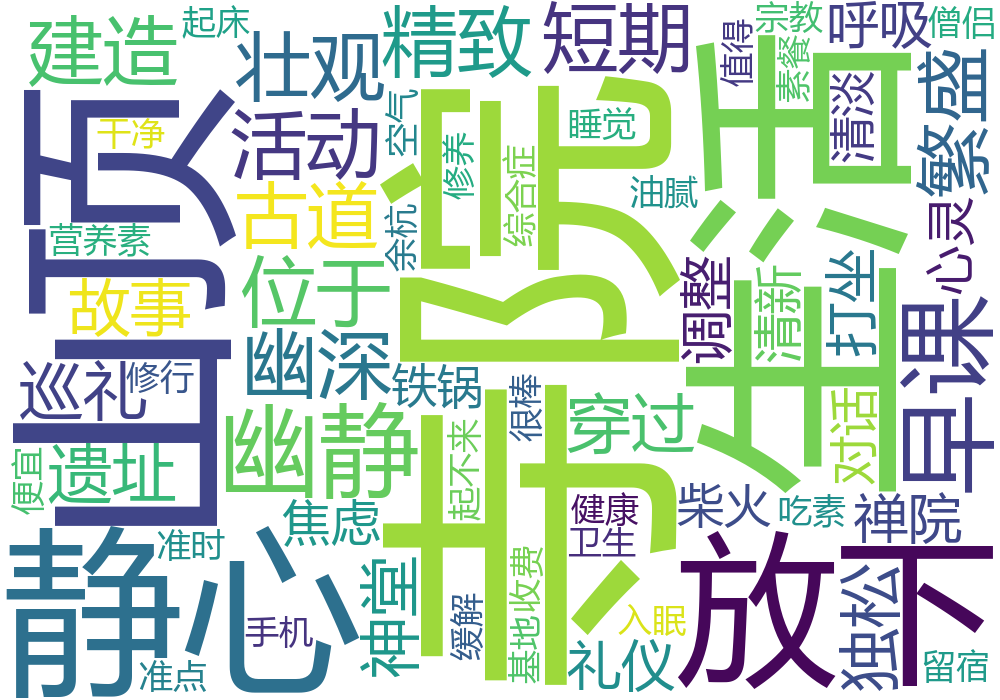 建造
起床
壮观
精致
短期
宗教
呼吸
僧侣
值得
素餐
清淡
繁盛
干净
山顶
活动
空气
修养
综合症
睡觉
寺院
生活
古道
油腻
余杭
营养素
位于
心灵
故事
调整
清新
打坐
早课
幽深
巡礼
修行
铁锅
很棒
穿过
对话
幽静
起不来
遗址
便宜
柴火
健康
吃素
禅院
焦虑
准时
卫生
静心
神堂
基地收费
放下
独松
缓解
入眠
手机
准点
礼仪
留宿